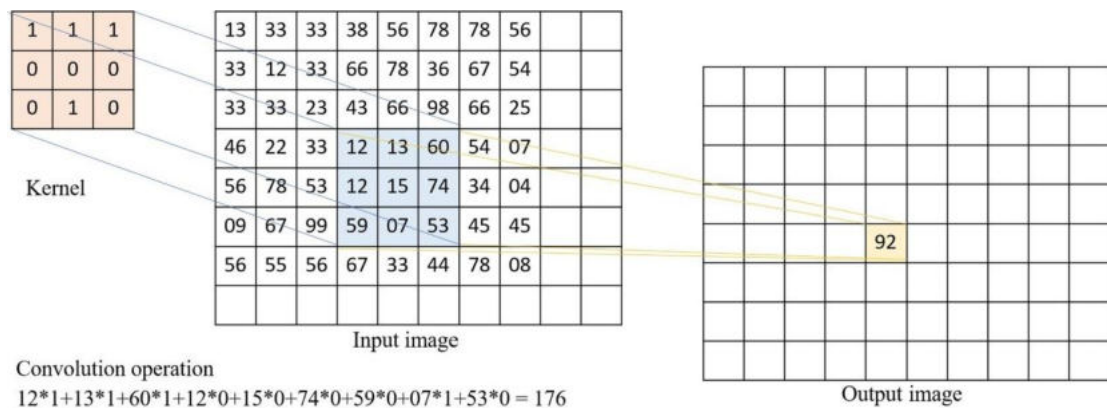 1 1 1
0 0 0
0 1 0
Kernel
13 33 33 38 56 78 78 56
33 12 33 66 78 36 67 54
33 33 23 43 66 98 66 25
46 22 33 12 13 60 54 07
56 78 53 12 15 74 34 04
09 67 99 59 07 53 45 45
56 55 56 67 33 44 78 08
Input image
92
Output image
Convolution operation
12*1+13*1+60*1+12*0+15*0+74*0+59*0+07*1+53*0 = 176